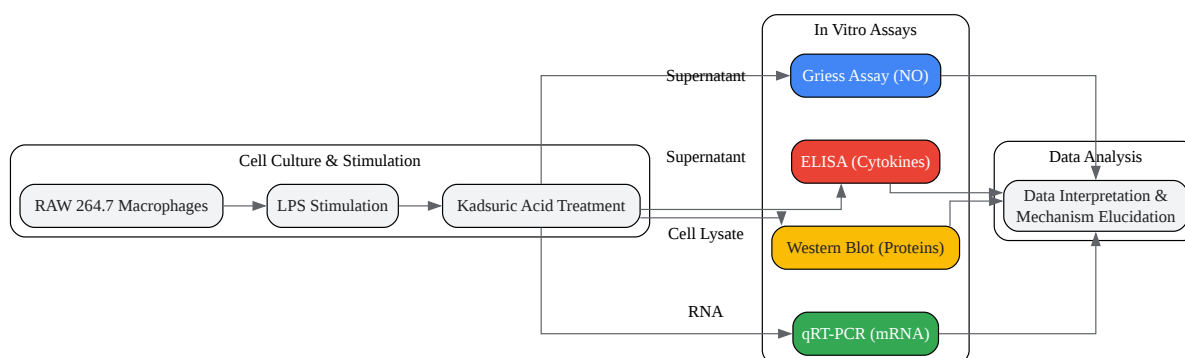 In Vitro Assays
Supernatant
Griess Assay (NO)
Cell Culture & Stimulation
Supernatant
ELISA (Cytokines)
Data Analysis
RAW 264.7 Macrophages
LPS Stimulation
Kadsuric Acid Treatment
Data Interpretation &
Mechanism Elucidation
Cell Lysate
Western Blot (Proteins)
RNA
qRT-PCR (mRNA)